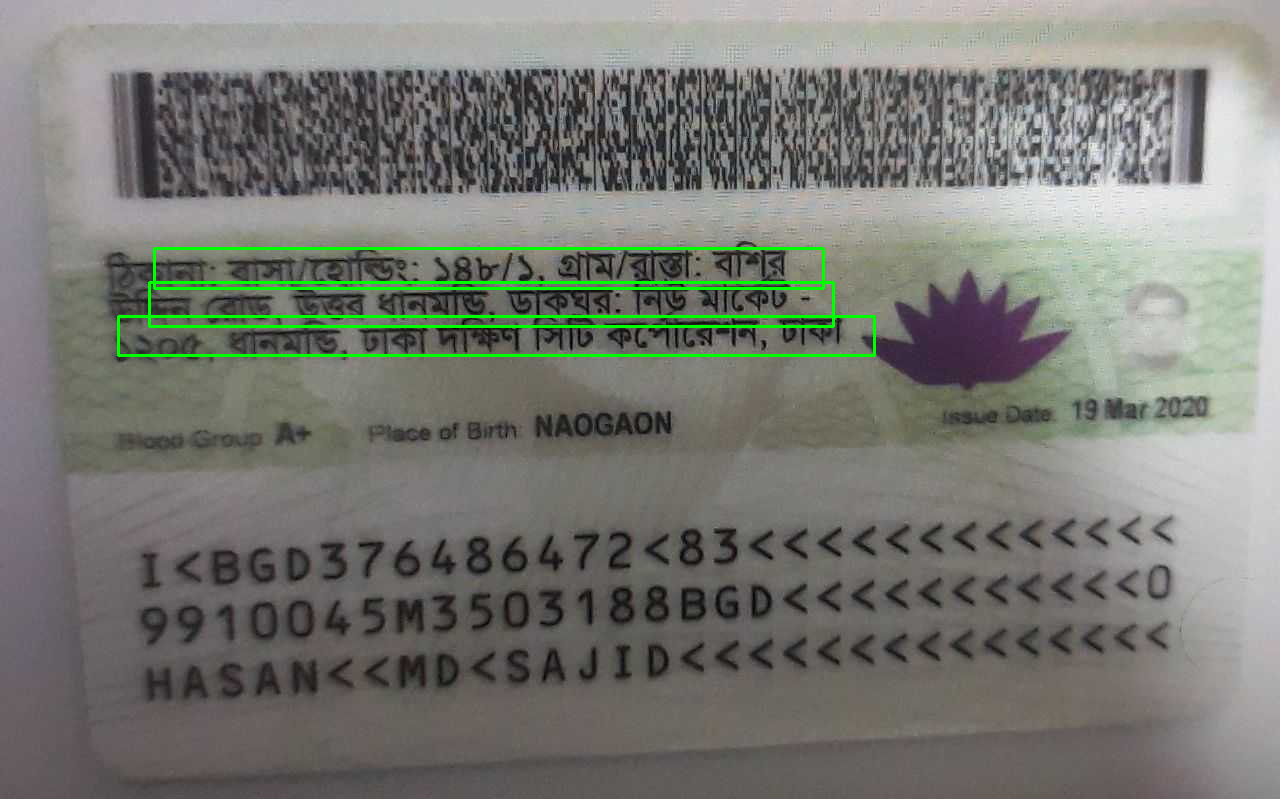 ঠিকানা: বাসা/হোল্ডিং: ১৪৮/১, গ্রাম/রাস্তা: বশির
উদ্দিন রোড, উত্তর ধানমন্ডি, ডাকঘর: নিউ মার্কেট -
১২০৫, ধানমন্ডি, ঢাকা দক্ষিণ সিটি কর্পোরেশন, ঢাকা
Blood Group: A+ Place of Birth: NAOGAON Issue Date: 19 Mar 2020
I<BGD376486472<83<<<<<<<<<<<<<
9910045M3503188BGD<<<<<<<<<<<0
HASAN<<MD<SAJID<<<<<<<<<<<<<<<